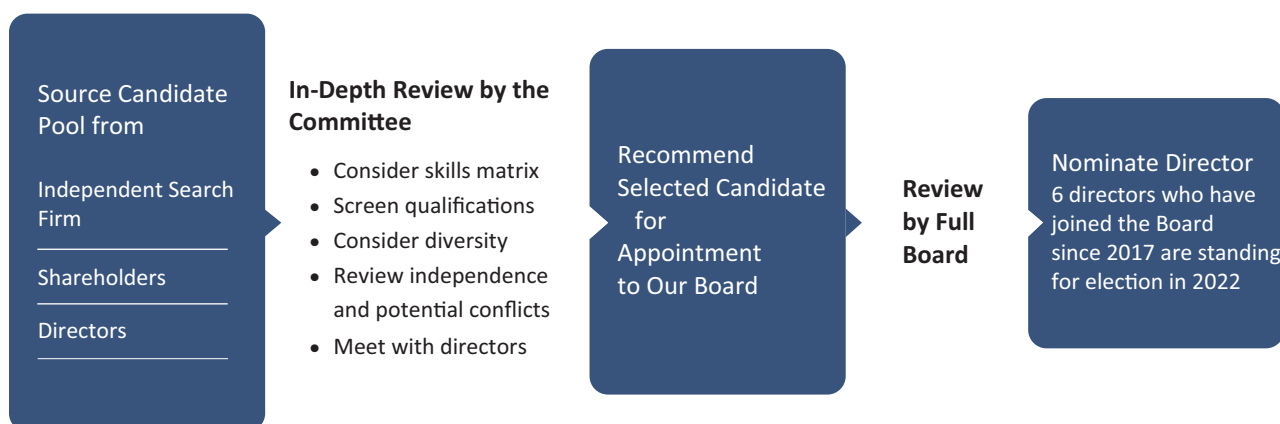 Source Candidate
Pool from
Independent Search
Firm
Shareholders
Directors
In-Depth Review by the
Committee
• Consider skills matrix
• Screen qualifications
• Consider diversity
• Review independence
and potential conflicts
• Meet with directors
Recommend
Selected Candidate
for
Appointment
to Our Board
Review
by Full
Board
Nominate Director
6 directors who have
joined the Board
since 2017 are standing
for election in 2022